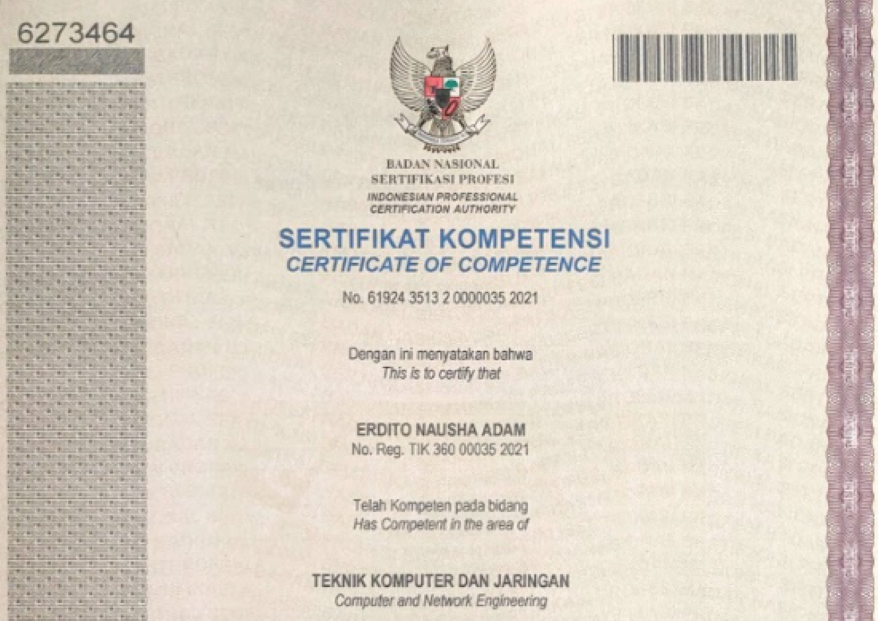 6273464
BADAN NASIONAL
SERTIFIKASI PROFESI
INDONESIAN PROFESSIONAL
CERTIFICATION AUTHORITY
SERTIFIKAT KOMPETENSI
CERTIFICATE OF COMPETENCE
No. 61924 3513 2 0000035 2021
Dengan ini menyatakan bahwa
This is to certify that
ERDITO NAUSHA ADAM
No. Reg. TIK 360 00035 2021
Telah Kompeten pada bidang
Has Competent in the area of
TEKNIK KOMPUTER DAN JARINGAN
Computer and Network Engineering